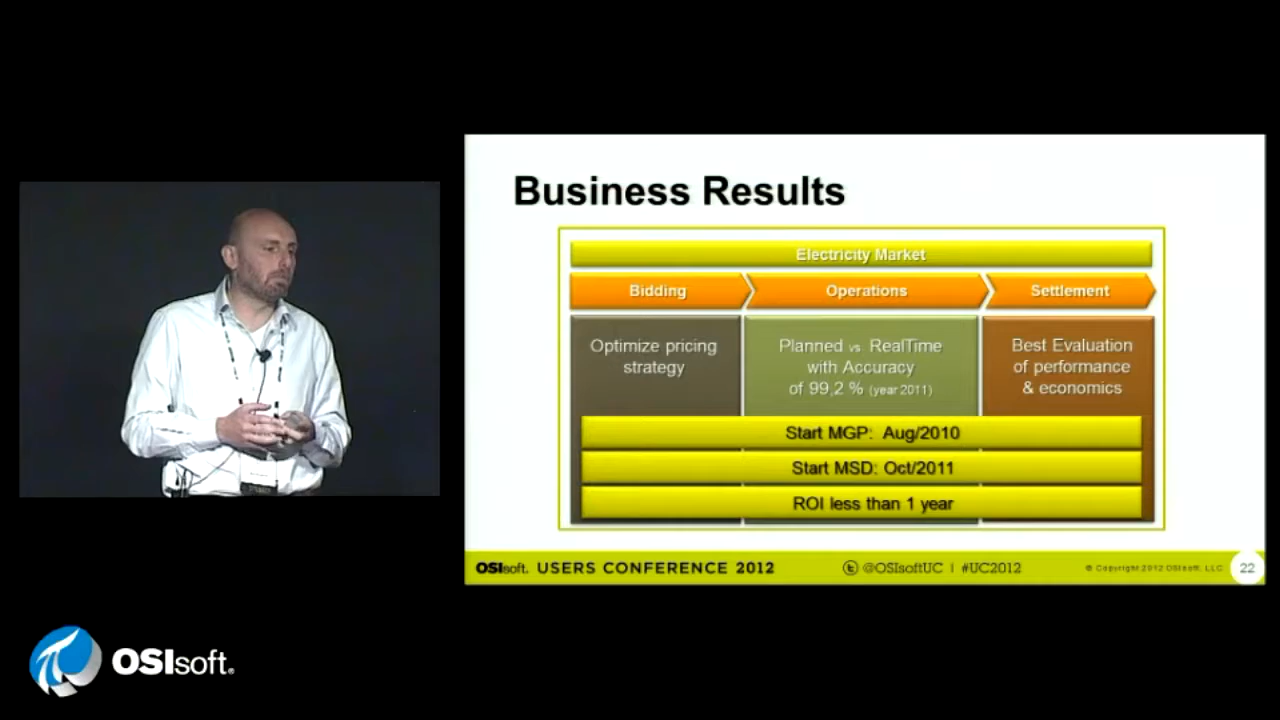 Business Results
Electricity Market
Bidding
Operations
Settlement
Optimize pricing
strategy
Planned vs. RealTime
with Accuracy
of 99,2 % (year 2011)
Best Evaluation
of performance
& economics
Start MGP: Aug/2010
Start MSD: Oct/2011
ROI less than 1 year
OSIsoft. USERS CONFERENCE 2012
@OSIsoftUC | #UC2012
© Copyright 2012 OSIsoft, LLC
22
OSIsoft.